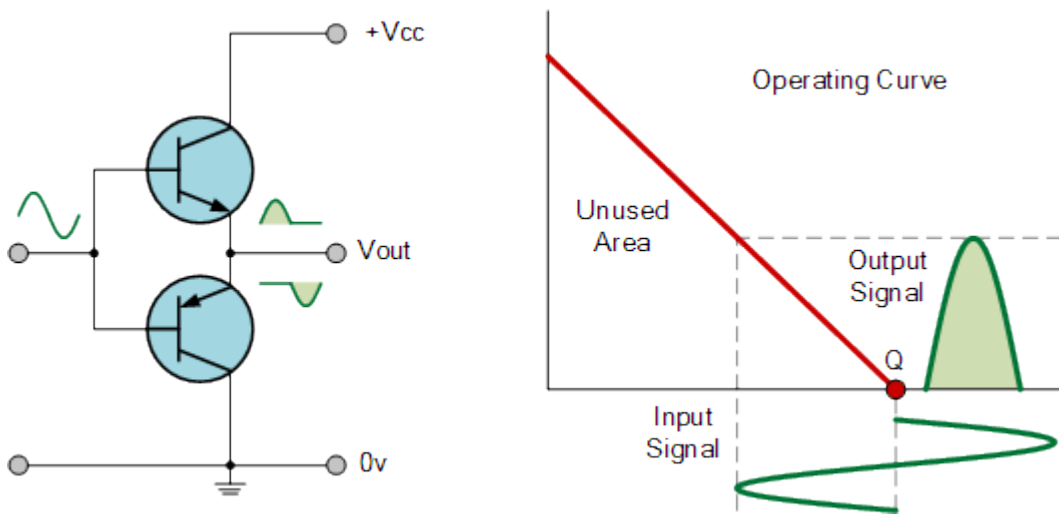 +Vcc
Vout
0v
Operating Curve
Unused
Area
Output
Signal
Q
Input
Signal